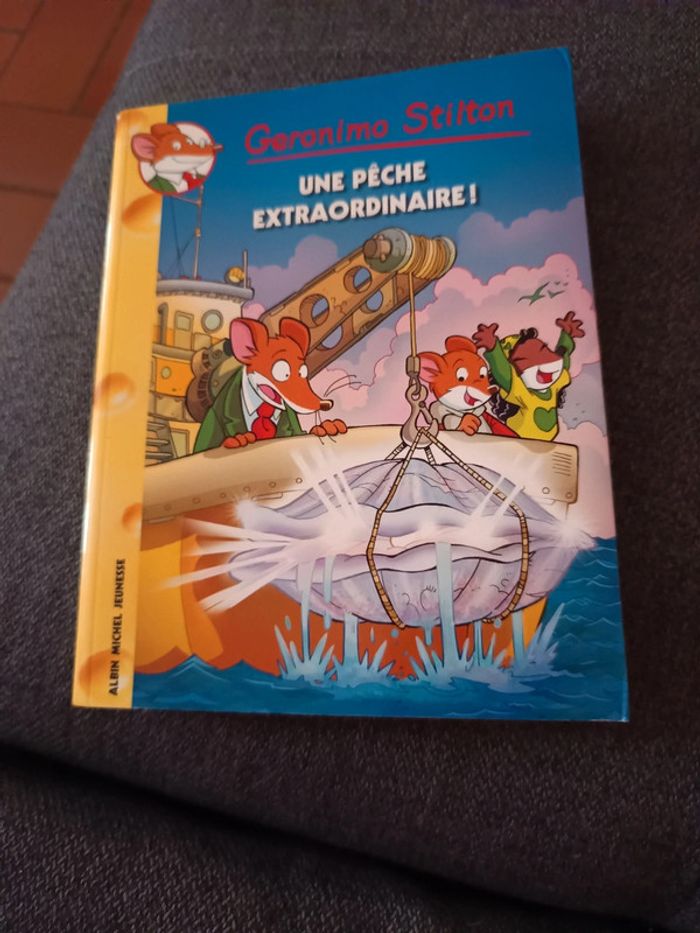 Geronimo Stilton
UNE PÊCHE
EXTRAORDINAIRE !
ALBIN MICHEL JEUNESSE